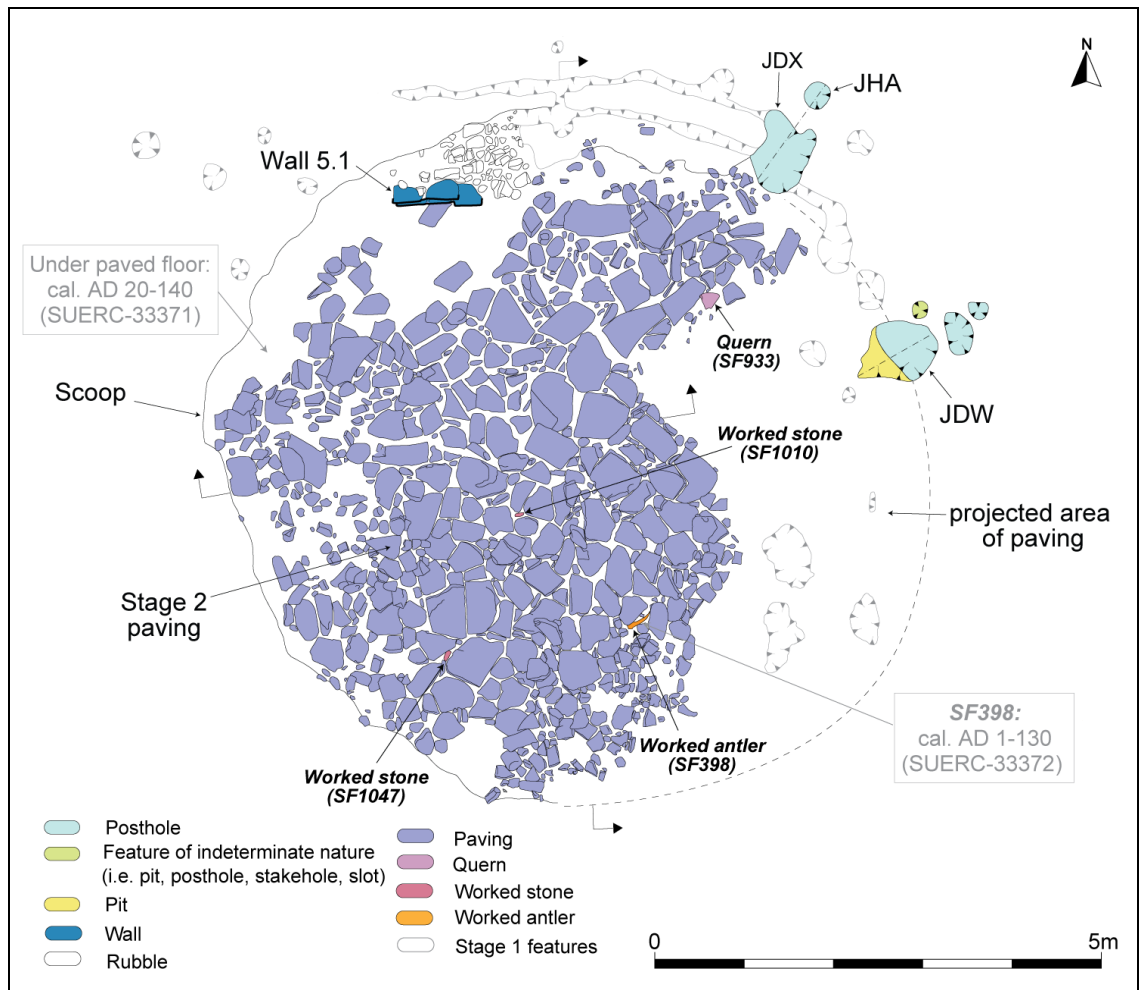 N
JDX
JHA
Wall 5.1
Under paved floor:
cal. AD 20-140
(SUERC-33371)
Quern
(SF933)
Scoop
JDW
Worked stone
(SF1010)
projected area
of paving
Stage 2
paving
SF398:
cal. AD 1-130
(SUERC-33372)
Worked antler
(SF398)
Worked stone
(SF1047)
Posthole
Feature of indeterminate nature
(i.e. pit, posthole, stakehole, slot)
Pit
Wall
Rubble
Paving
Quern
Worked stone
Worked antler
Stage 1 features
0
5m